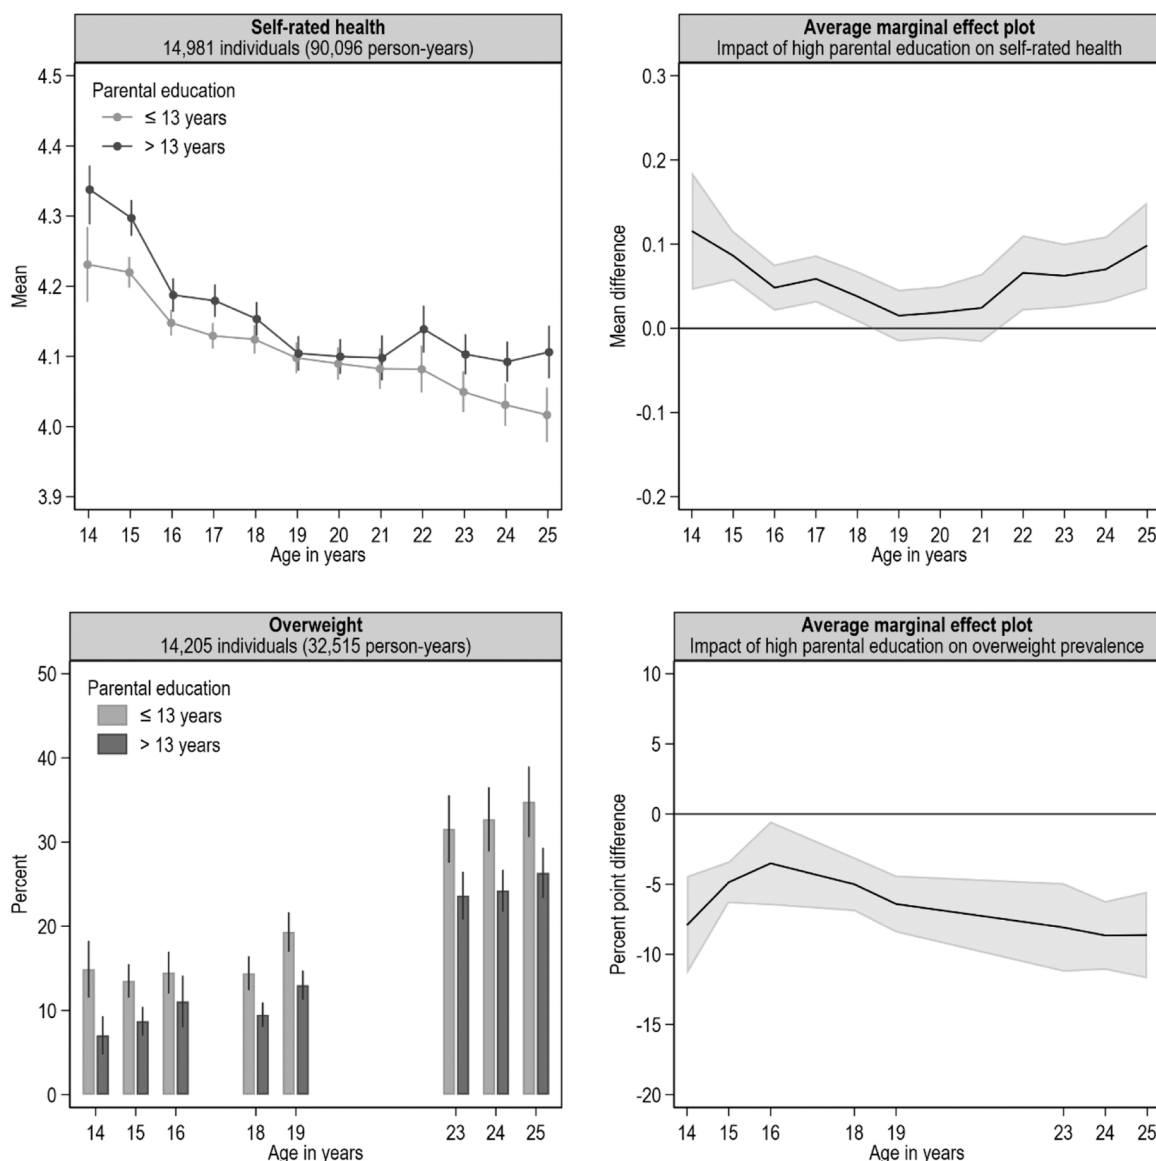 Self-rated health
14,981 individuals (90,096 person-years)
Parental education
≤ 13 years
> 13 years
4.5
4.4
4.3
4.2
4.1
4.0
3.9
Mean
14 15 16 17 18 19 20 21 22 23 24 25
Age in years
Average marginal effect plot
Impact of high parental education on self-rated health
0.3
0.2
0.1
0.0
-0.1
-0.2
Mean difference
14 15 16 17 18 19 20 21 22 23 24 25
Age in years
Overweight
14,205 individuals (32,515 person-years)
Parental education
≤ 13 years
> 13 years
50
40
30
20
10
0
Percent
14 15 16 18 19 23 24 25
Age in years
Average marginal effect plot
Impact of high parental education on overweight prevalence
10
5
0
-5
-10
-15
-20
Percent point difference
14 15 16 18 19 23 24 25
Age in years